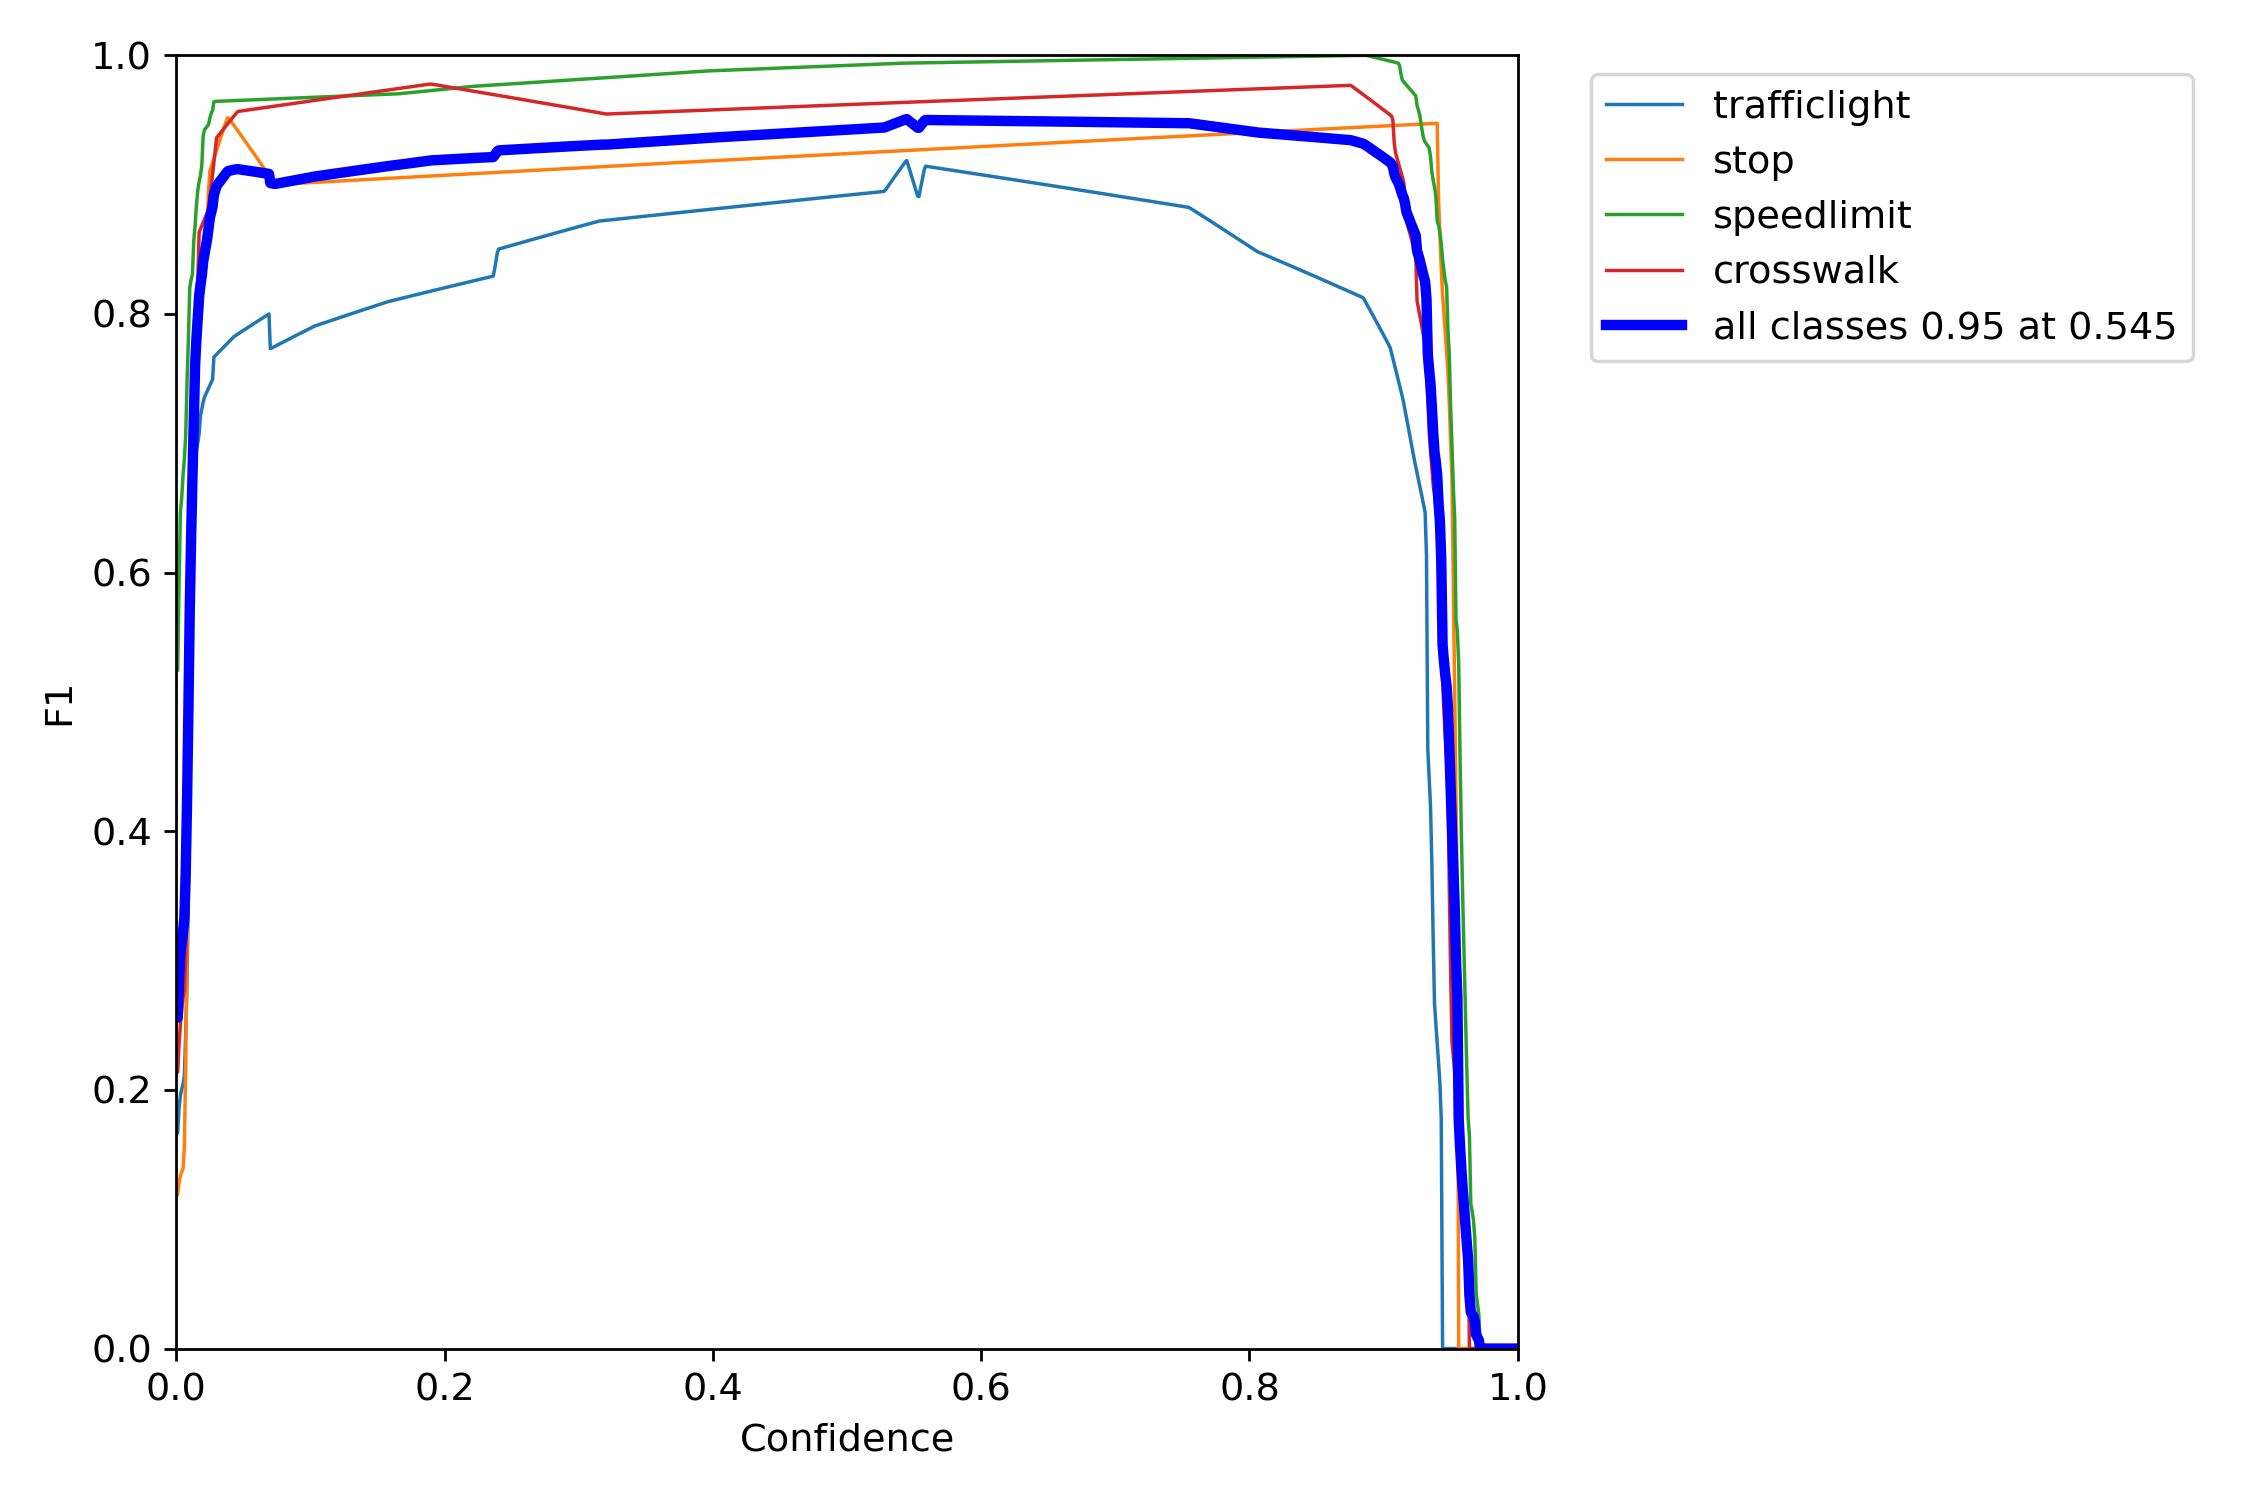 1.0
0.8
0.6
0.4
0.2
0.0
F1
0.0 0.2 0.4 0.6 0.8 1.0
Confidence
trafficlight
stop
speedlimit
crosswalk
all classes 0.95 at 0.545